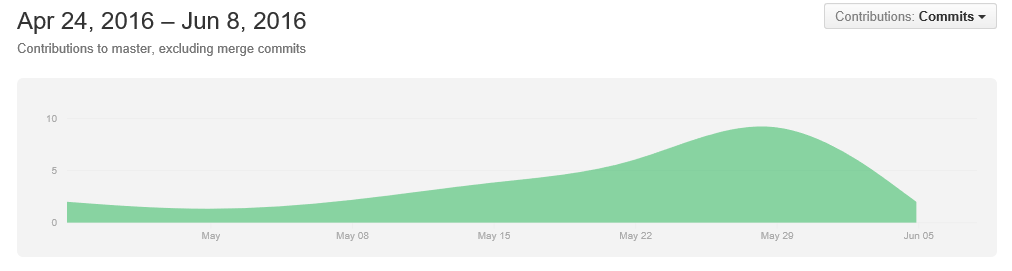 Apr 24, 2016 – Jun 8, 2016
Contributions: Commits
Contributions to master, excluding merge commits
10
5
0
May
May 08
May 15
May 22
May 29
Jun 05